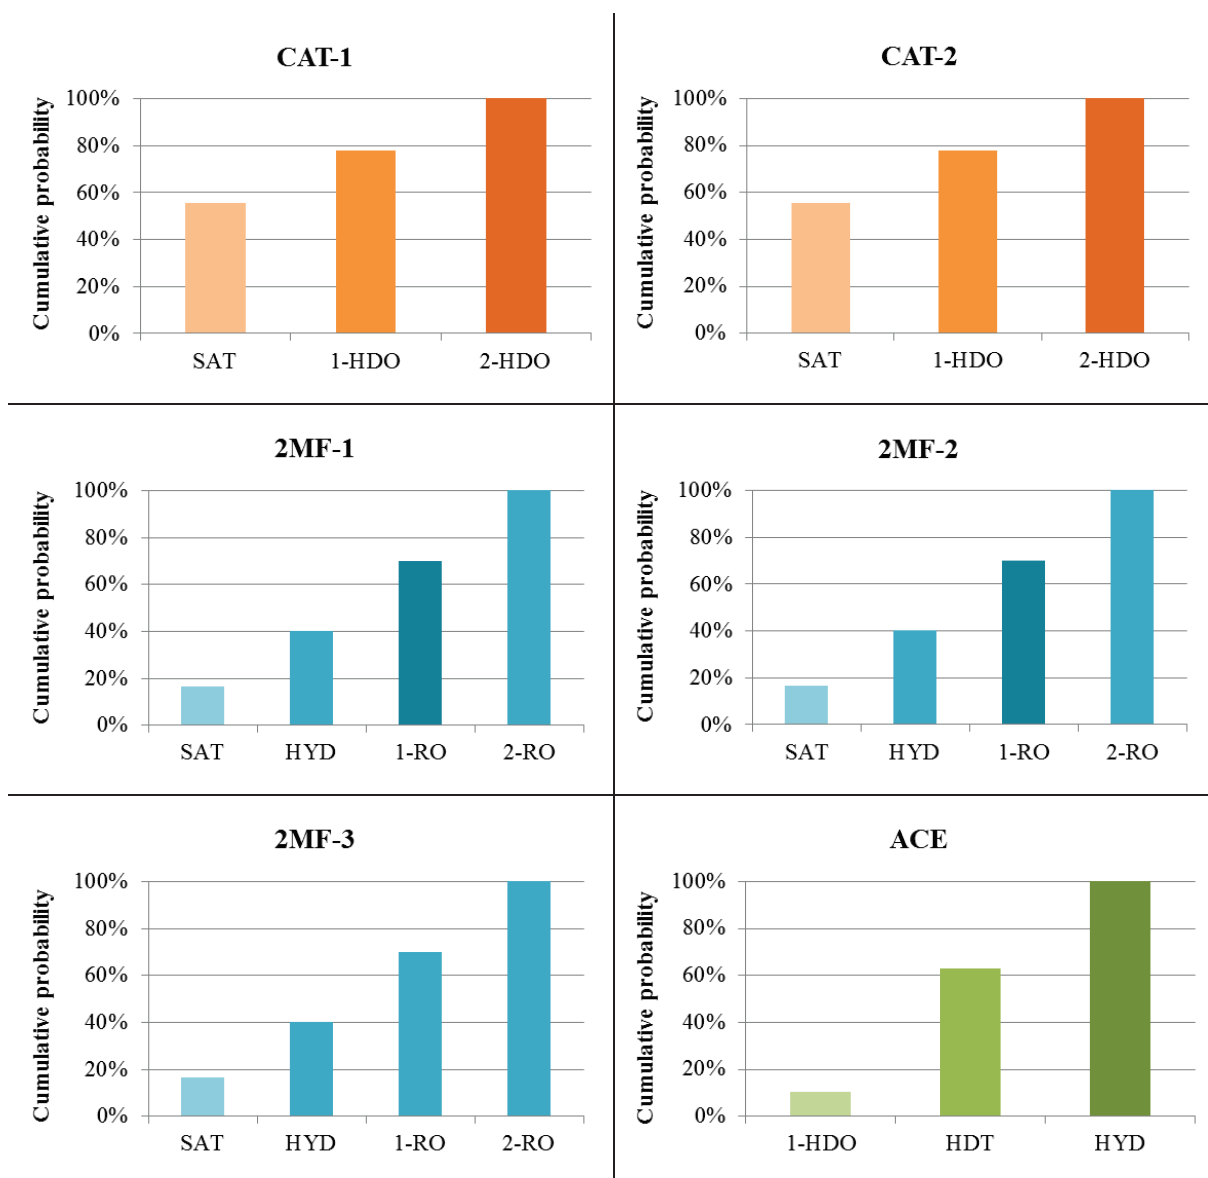 CAT-1
Cumulative probability
100%
80%
60%
40%
20%
0%
SAT 1-HDO 2-HDO
CAT-2
Cumulative probability
100%
80%
60%
40%
20%
0%
SAT 1-HDO 2-HDO
2MF-1
Cumulative probability
100%
80%
60%
40%
20%
0%
SAT HYD 1-RO 2-RO
2MF-2
Cumulative probability
100%
80%
60%
40%
20%
0%
SAT HYD 1-RO 2-RO
2MF-3
Cumulative probability
100%
80%
60%
40%
20%
0%
SAT HYD 1-RO 2-RO
ACE
Cumulative probability
100%
80%
60%
40%
20%
0%
1-HDO HDT HYD